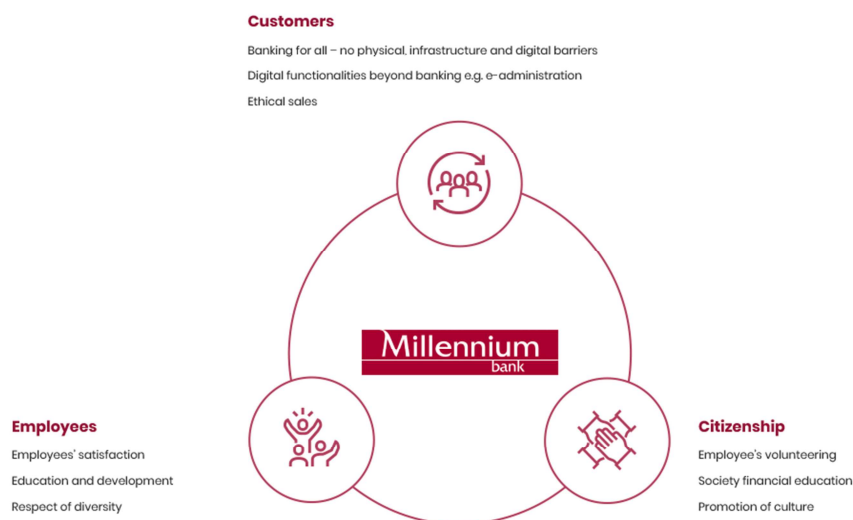 Customers
Banking for all – no physical, infrastructure and digital barriers
Digital functionalities beyond banking e.g. e-administration
Ethical sales
Millennium
bank
Employees
Employees' satisfaction
Education and development
Respect of diversity
Citizenship
Employee's volunteering
Society financial education
Promotion of culture